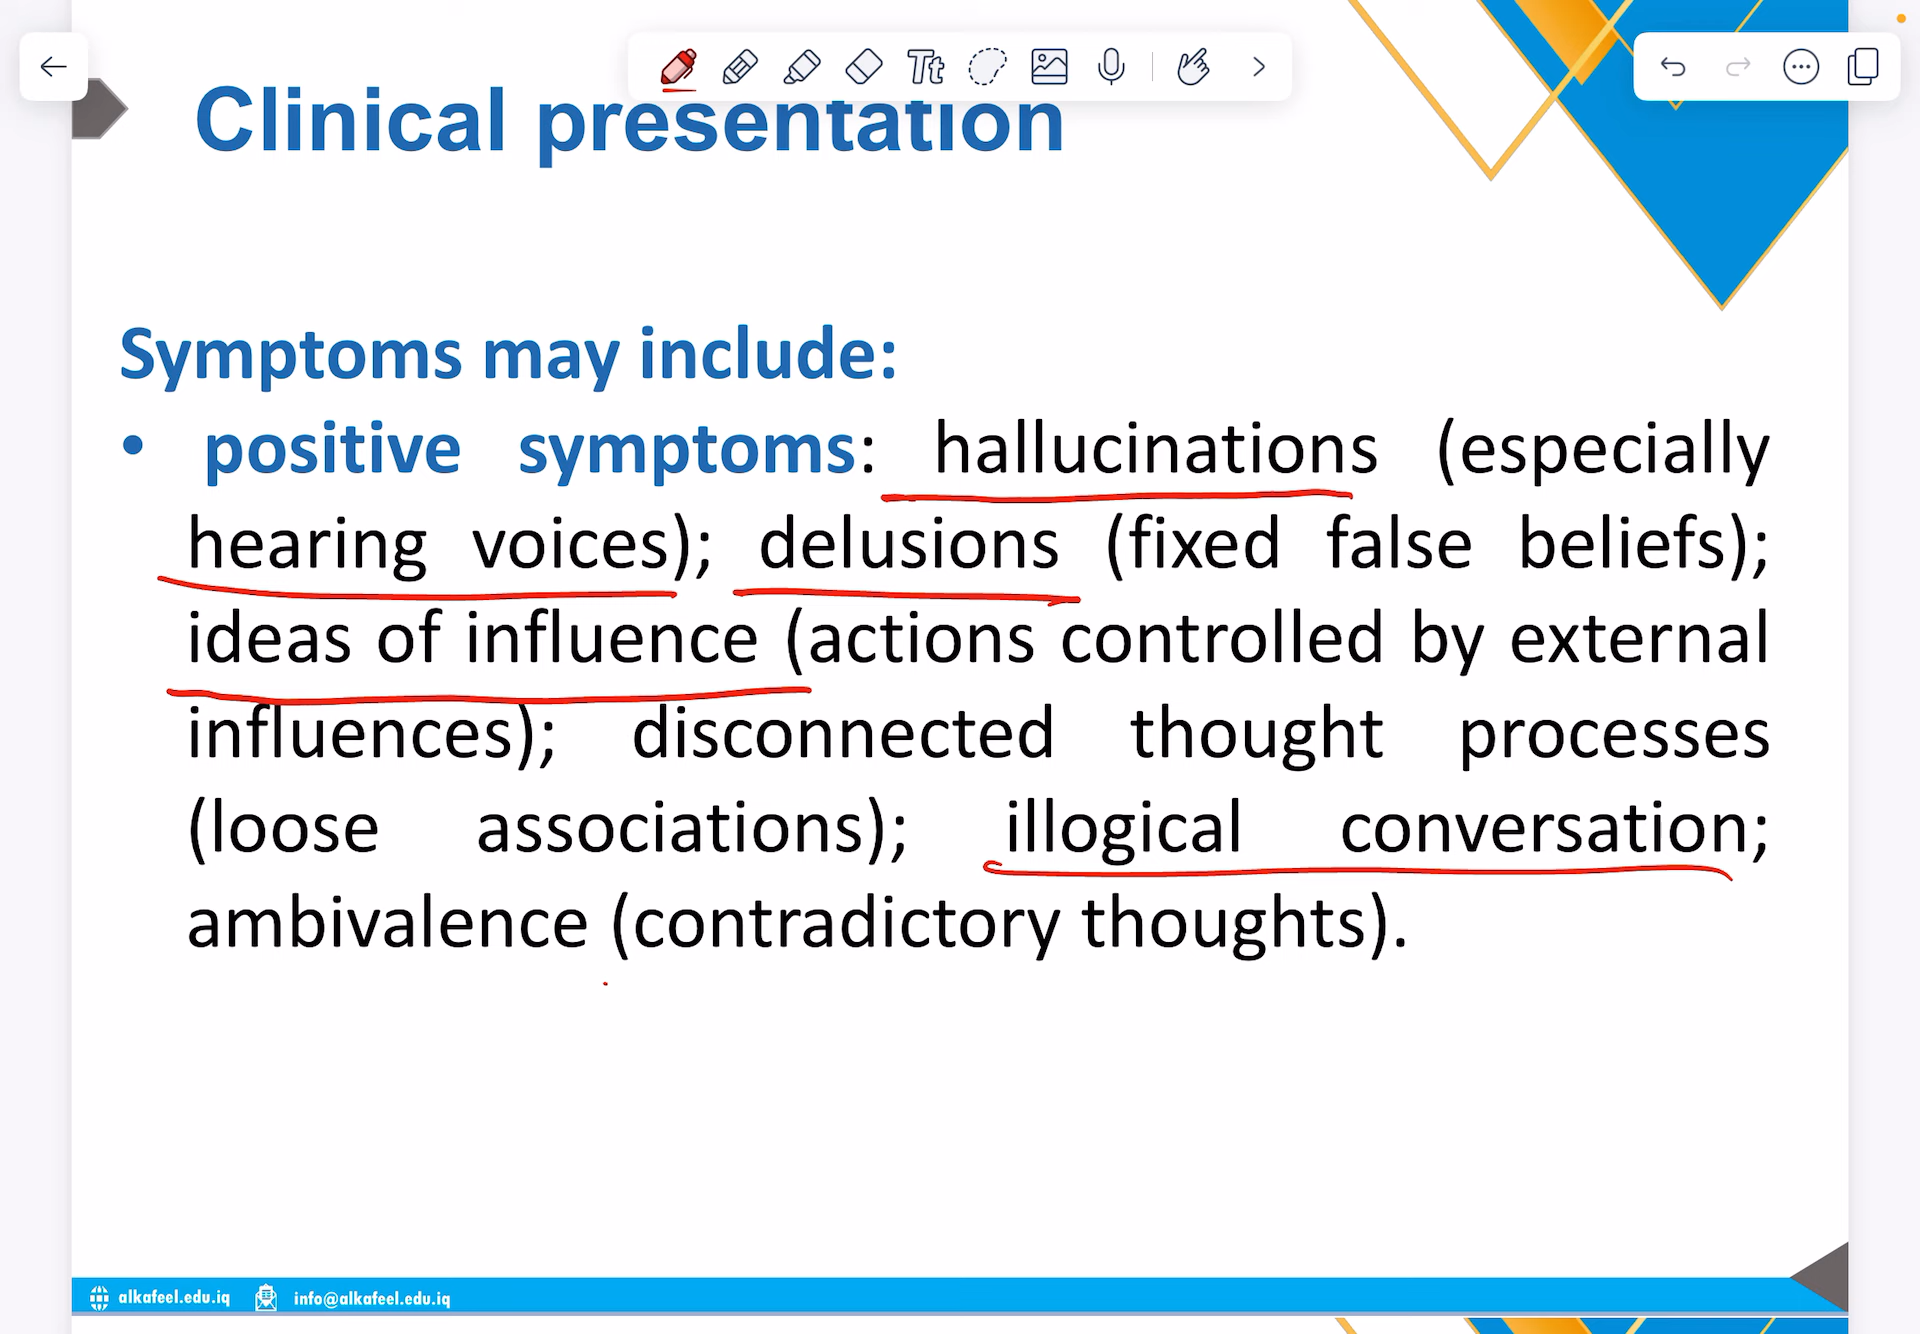 Clinical presentation
Symptoms may include:
• positive symptoms: hallucinations (especially
hearing voices); delusions (fixed false beliefs);
ideas of influence (actions controlled by external
influences); disconnected thought processes
(loose associations); illogical conversation;
ambivalence (contradictory thoughts).
alkafeel.edu.iq info@alkafeel.edu.iq